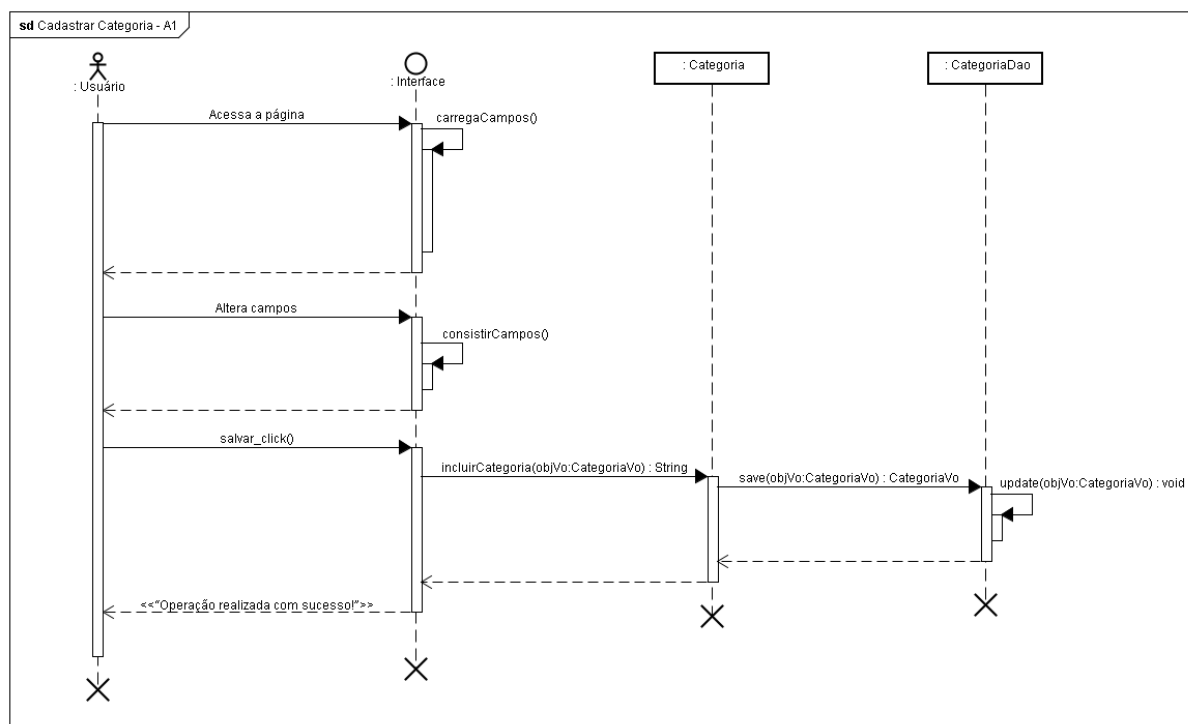 sd Cadastrar Categoria - A1
: Usuário
: Interface
: Categoria
: CategoriaDao
Acessa a página
carregaCampos()
Altera campos
consistirCampos()
salvar_click()
incluirCategoria(objVo:CategoriaVo) : String
save(objVo:CategoriaVo) : CategoriaVo
update(objVo:CategoriaVo) : void
<<"Operação realizada com sucesso!">>